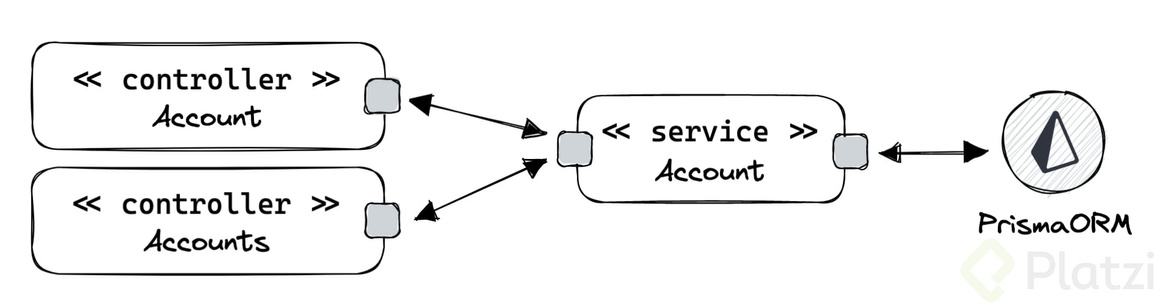 << controller >>
Account
<< controller >>
Accounts
<< service >>
Account
PrismaORM
Platzi